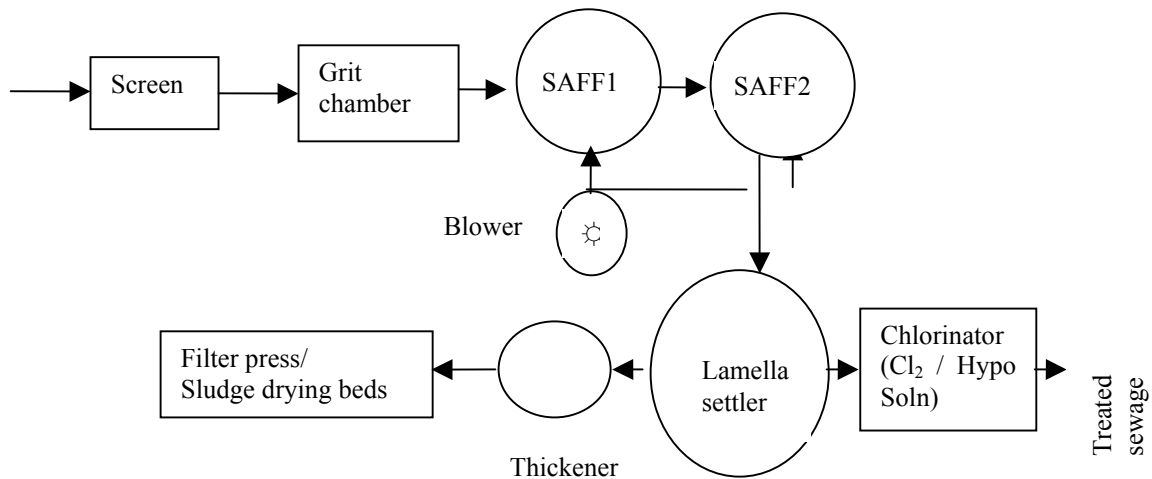 Screen
Grit
chamber
SAFF1
SAFF2
Blower
Filter press/
Sludge drying beds
Thickener
Lamella
settler
Chlorinator
(Cl₂ / Hypo
Soln)
Treated
sewage